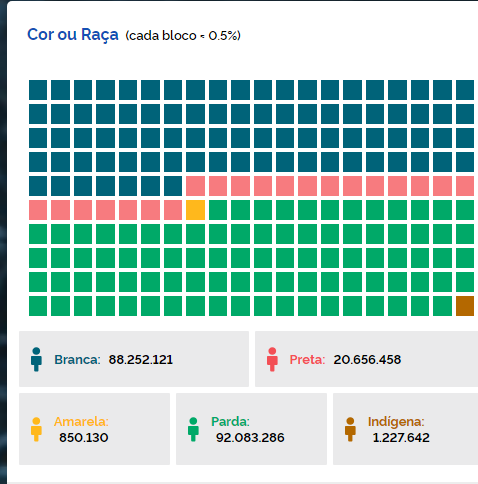 Cor ou Raça (cada bloco ≈ 0.5%)
Branca: 88.252.121
Preta: 20.656.458
Amarela:
850.130
Parda:
92.083.286
Indígena:
1.227.642